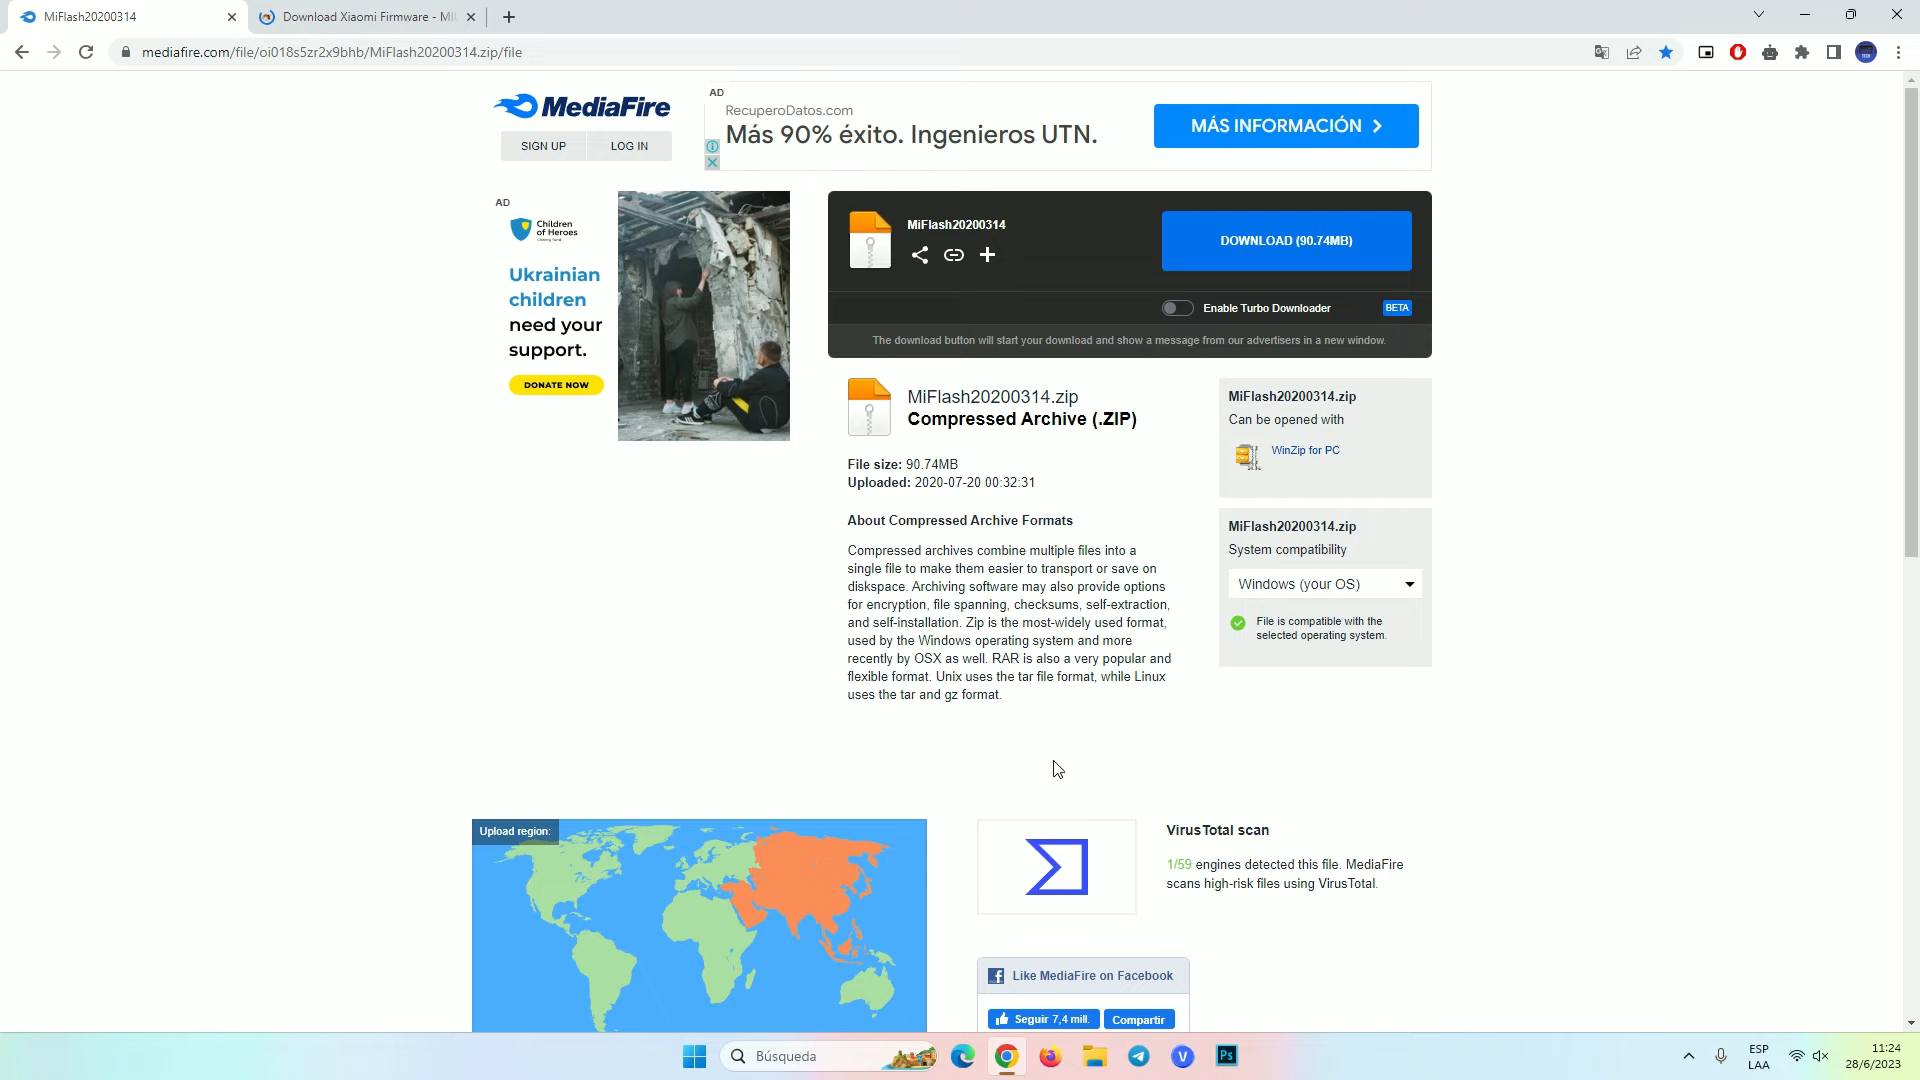 MiFlash20200314
Download Xiaomi Firmware - MI
mediafire.com/file/oi018s5zr2x9bhb/MiFlash20200314.zip/file
MediaFire
SIGN UP
LOG IN
AD
RecuperoDatos.com
Más 90% éxito. Ingenieros UTN.
MÁS INFORMACIÓN
AD
Children
of Heroes
Ukrainian
children
need your
support.
DONATE NOW
MiFlash20200314
DOWNLOAD (90.74MB)
Enable Turbo Downloader
BETA
The download button will start your download and show a message from our advertisers in a new window.
MiFlash20200314.zip
Compressed Archive (.ZIP)
File size: 90.74MB
Uploaded: 2020-07-20 00:32:31
About Compressed Archive Formats
Compressed archives combine multiple files into a
single file to make them easier to transport or save on
diskspace. Archiving software may also provide options
for encryption, file spanning, checksums, self-extraction,
and self-installation. Zip is the most-widely used format,
used by the Windows operating system and more
recently by OSX as well. RAR is also a very popular and
flexible format. Unix uses the tar file format, while Linux
uses the tar and gz format.
MiFlash20200314.zip
Can be opened with
WinZip for PC
MiFlash20200314.zip
System compatibility
Windows (your OS)
File is compatible with the
selected operating system.
Upload region:
VirusTotal scan
1/59 engines detected this file. MediaFire
scans high-risk files using VirusTotal.
Like MediaFire on Facebook
Seguir 7,4 mill.
Compartir
Búsqueda
V
Ps
ESP
LAA
11:24
28/6/2023